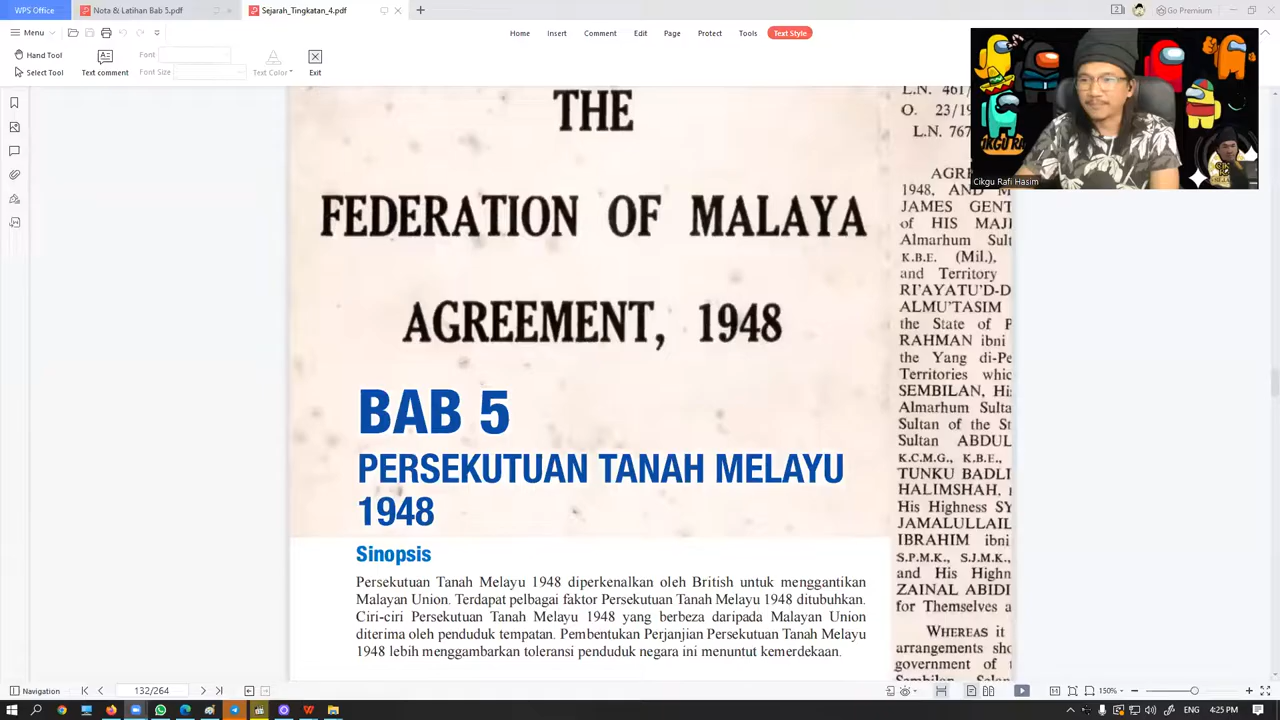 WPS Office
Nota & Latihan Bab 5.pdf
Sejarah_Tingkatan_4.pdf
Go Premium
Menu
Home
Insert
Comment
Edit
Page
Protect
Tools
Text Style
Hand Tool
Select Tool
Text comment
Font
Font Size
Text Color
Exit
THE
FEDERATION OF MALAYA
AGREEMENT, 1948
BAB 5
PERSEKUTUAN TANAH MELAYU
1948
Sinopsis
Persekutuan Tanah Melayu 1948 diperkenalkan oleh British untuk menggantikan
Malayan Union. Terdapat pelbagai faktor Persekutuan Tanah Melayu 1948 ditubuhkan.
Ciri-ciri Persekutuan Tanah Melayu 1948 yang berbeza daripada Malayan Union
diterima oleh penduduk tempatan. Pembentukan Perjanjian Persekutuan Tanah Melayu
1948 lebih menggambarkan toleransi penduduk negara ini menuntut kemerdekaan.
L.N. 461/
O. 23/19
L.N. 767
AGRE
1948, AND M
JAMES GENT
of HIS MAJ
Almarhum Sult
K.B.E. (Mil.),
and Territory
RI'AYATU'D-D
ALMU'TASIM
the State of P
RAHMAN ibni
the Yang di-Pe
Territories whic
SEMBILAN, His
Almarhum Sulta
Sultan of the St
Sultan ABDUL
K.C.M.G., K.B.E.,
TUNKU BADLI
HALIMSHAH,
His Highness SY
JAMALULLAIL
IBRAHIM ibni
S.P.M.K., S.J.M.K.,
and His Highn
ZAINAL ABIDI
for Themselves a
WHEREAS it
arrangements sho
government of
Cikgu Rafi Hasim
Navigation
132/264
150%
ENG
4:25 PM